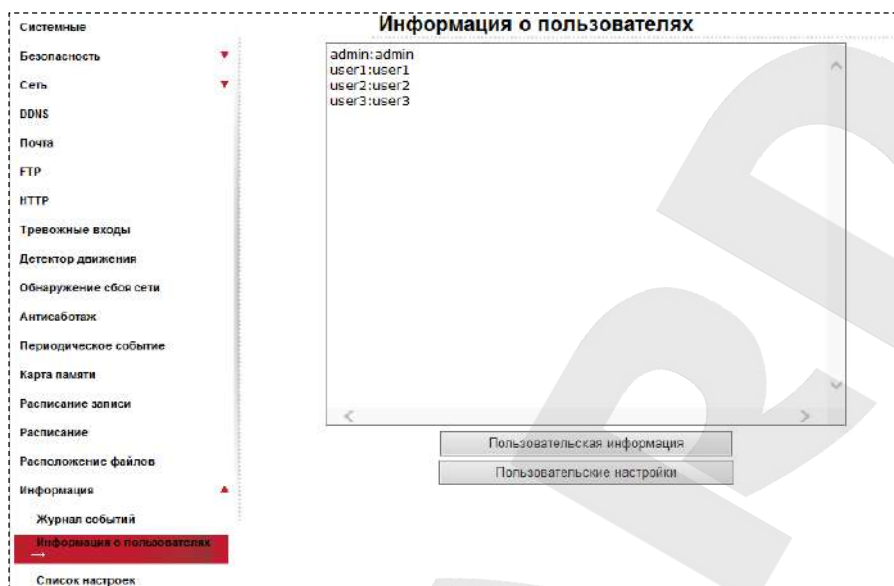 Информация о пользователях
Системные
Безопасность
Сеть
DDNS
Почта
FTP
HTTP
Тревожные входы
Детектор движения
Обнаружение сбоя сети
Антисаботаж
Периодическое событие
Карта памяти
Расписание записи
Расписание
Расположение файлов
Информация
Журнал событий
Информация о пользователях
Список настроек
admin:admin
user1:user1
user2:user2
user3:user3
Пользовательская информация
Пользовательские настройки